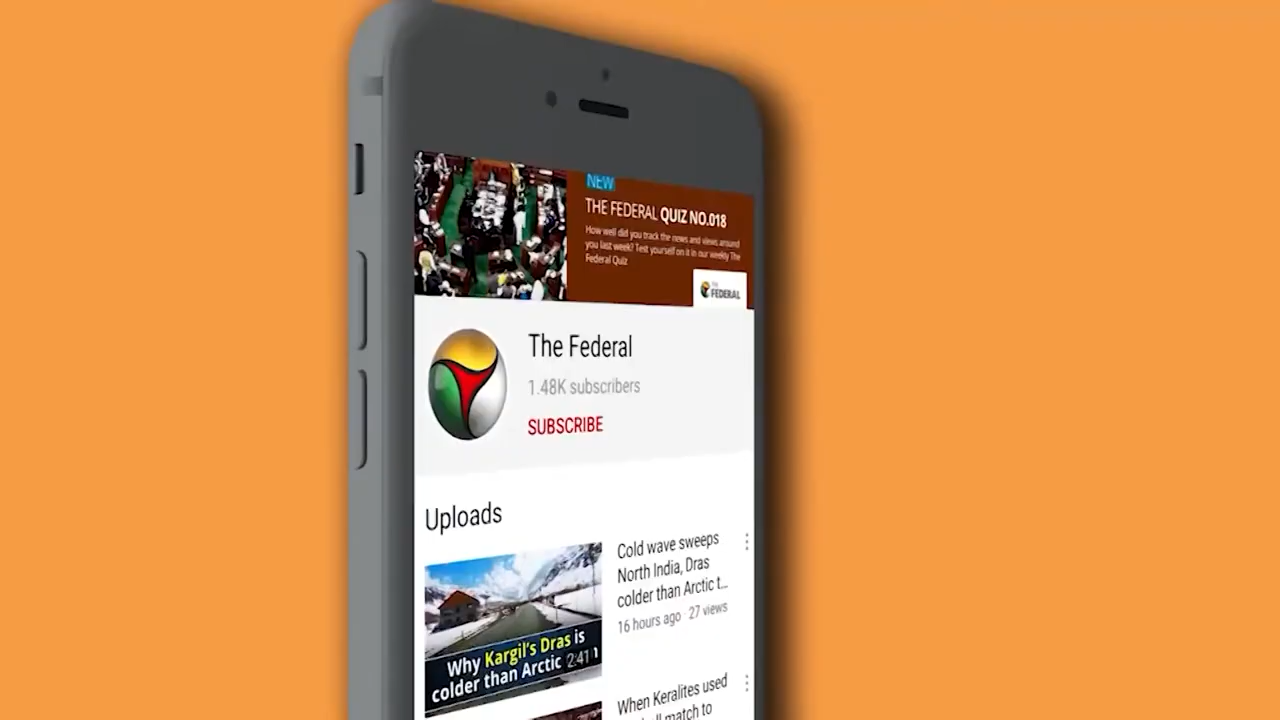 NEW
THE FEDERAL QUIZ NO.018
How well did you track the news and views around
you last week? Test yourself on it in our weekly The
Federal Quiz
THE
FEDERAL
The Federal
1.48K subscribers
SUBSCRIBE
Uploads
Why Kargil's Dras is
colder than Arctic
2:41
Cold wave sweeps
North India, Dras
colder than Arctic t...
16 hours ago · 27 views
When Keralites used
match to